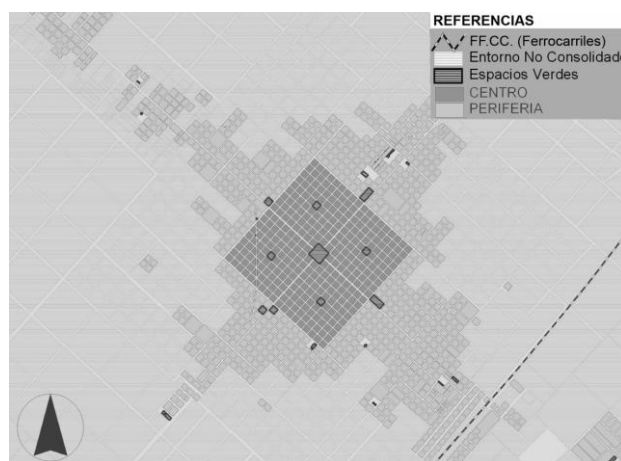 REFERENCIAS
FF.CC. (Ferrocarriles)
Entorno No Consolidado
Espacios Verdes
CENTRO
PERIFERIA